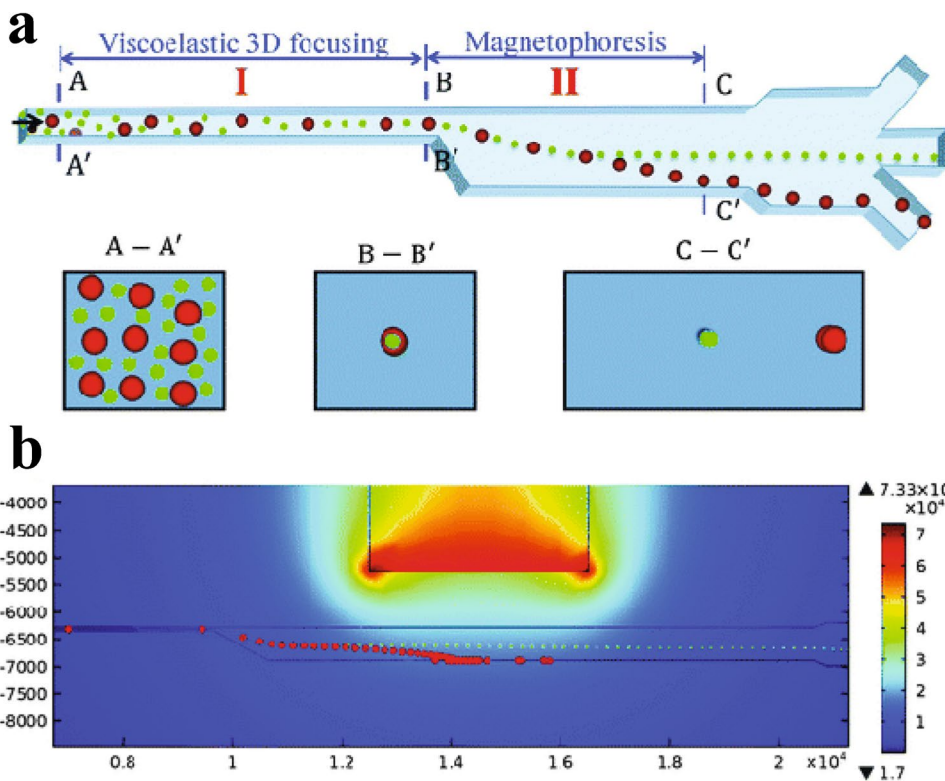 a
Viscoelastic 3D focusing
Magnetophoresis
A
I
B
II
C
A′
B′
C′
A – A′
B – B′
C – C′
b
-4000
-4500
-5000
-5500
-6000
-6500
-7000
-7500
-8000
0.8
1
1.2
1.4
1.6
1.8
2
×10⁴
▲ 7.33×10
×10⁴
7
6
5
4
3
2
1
▼ 1.7